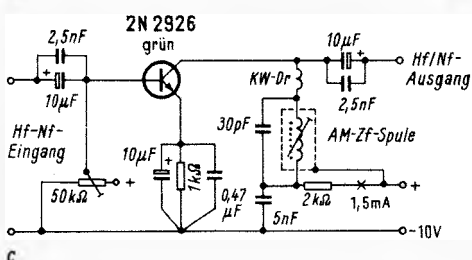 2N 2926
grün
2,5nF
10µF
+
Hf-Nf-
Eingang
50kΩ
+
10µF
+
1kΩ
0,47
µF
KW-Dr
30pF
10µF
+
2,5nF
Hf/Nf-
Ausgang
AM-Zf-Spule
5nF
2kΩ
1,5mA
+
-10V
c